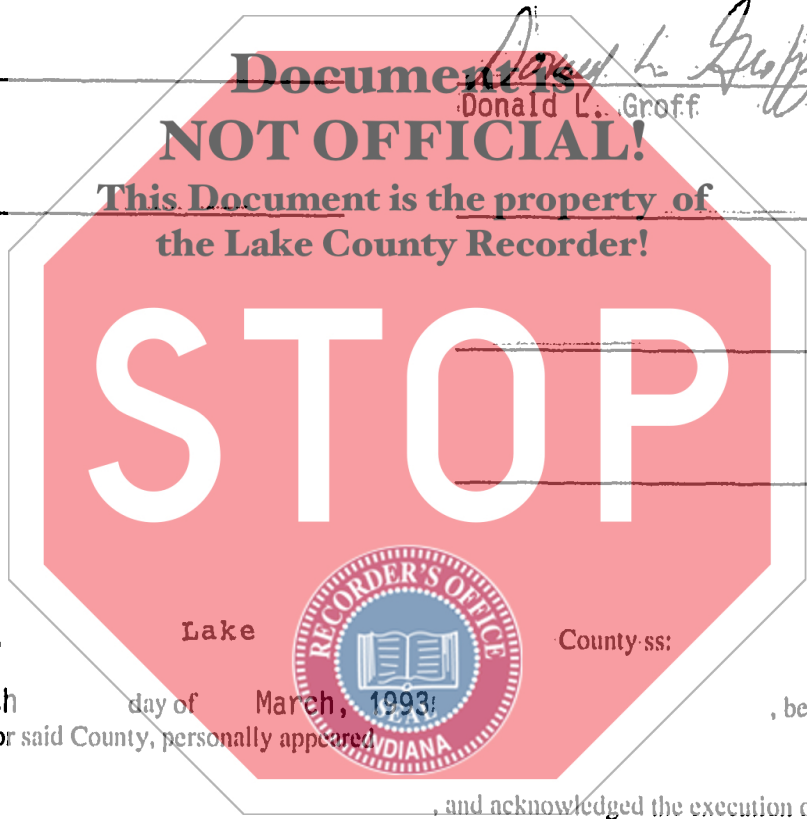 Document is
Donald L. Groff
NOT OFFICIAL!
This Document is the property of
the Lake County Recorder!
STOP
RECORDER'S OFFICE
Lake
County ss:
h day of March, 1993
SEAL
, be
or said County, personally appeared
INDIANA
, and acknowledged the execution o